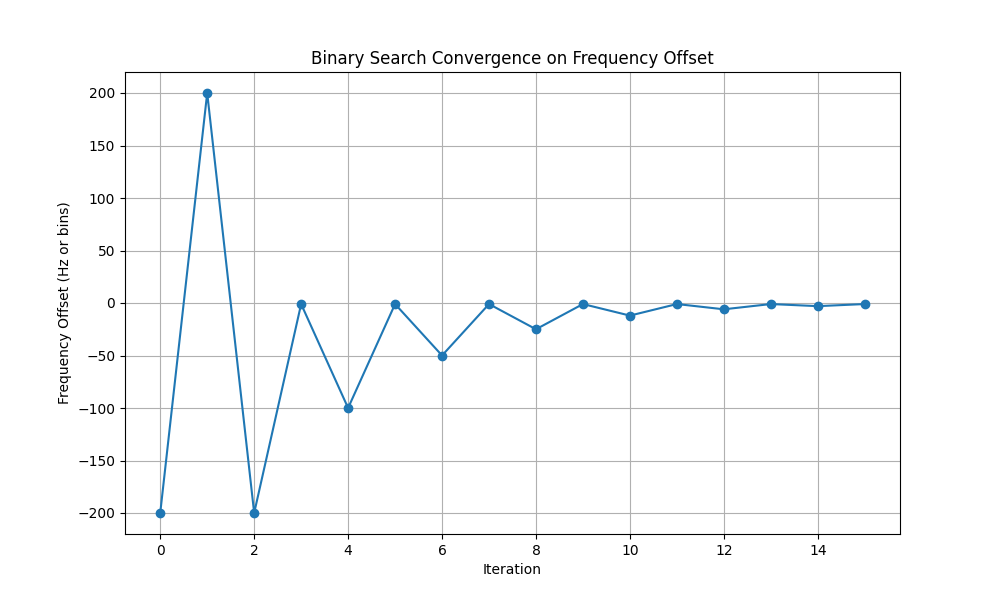 Binary Search Convergence on Frequency Offset
Frequency Offset (Hz or bins)
200
150
100
50
0
−50
−100
−150
−200
0 2 4 6 8 10 12 14
Iteration